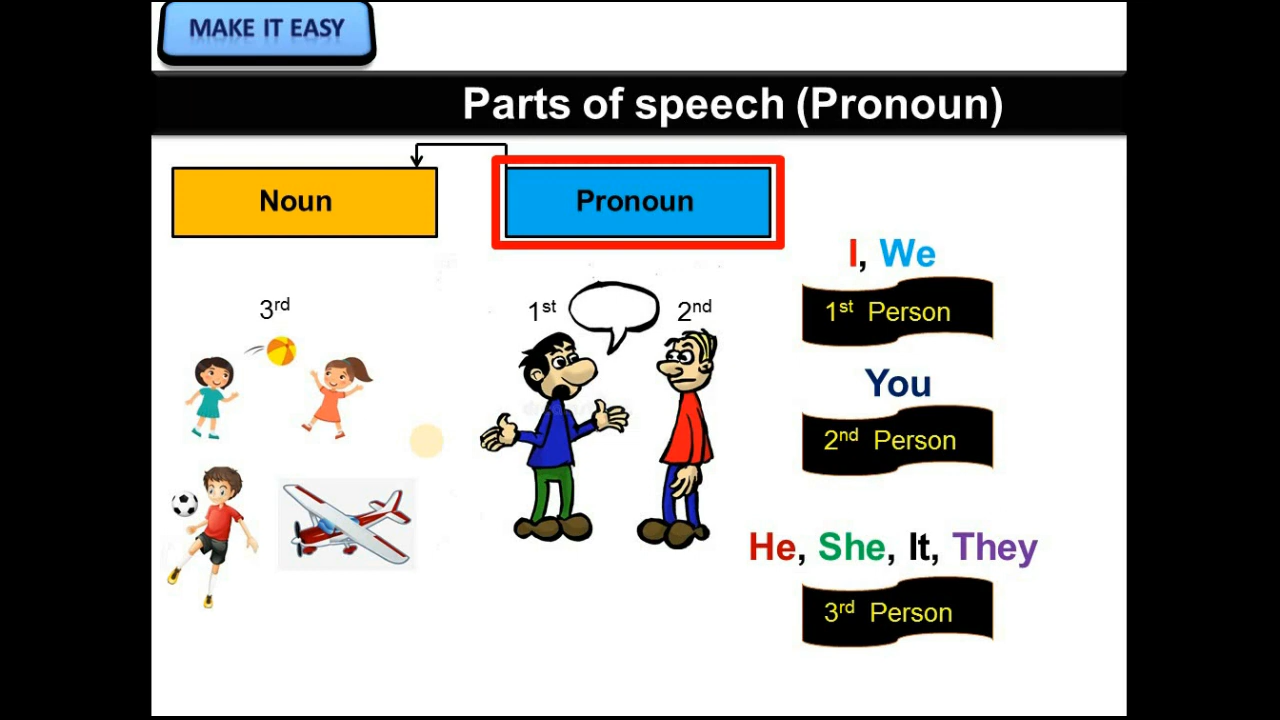 MAKE IT EASY
Parts of speech (Pronoun)
Noun
Pronoun
I, We
1st Person
You
2nd Person
He, She, It, They
3rd Person
3rd
1st
2nd